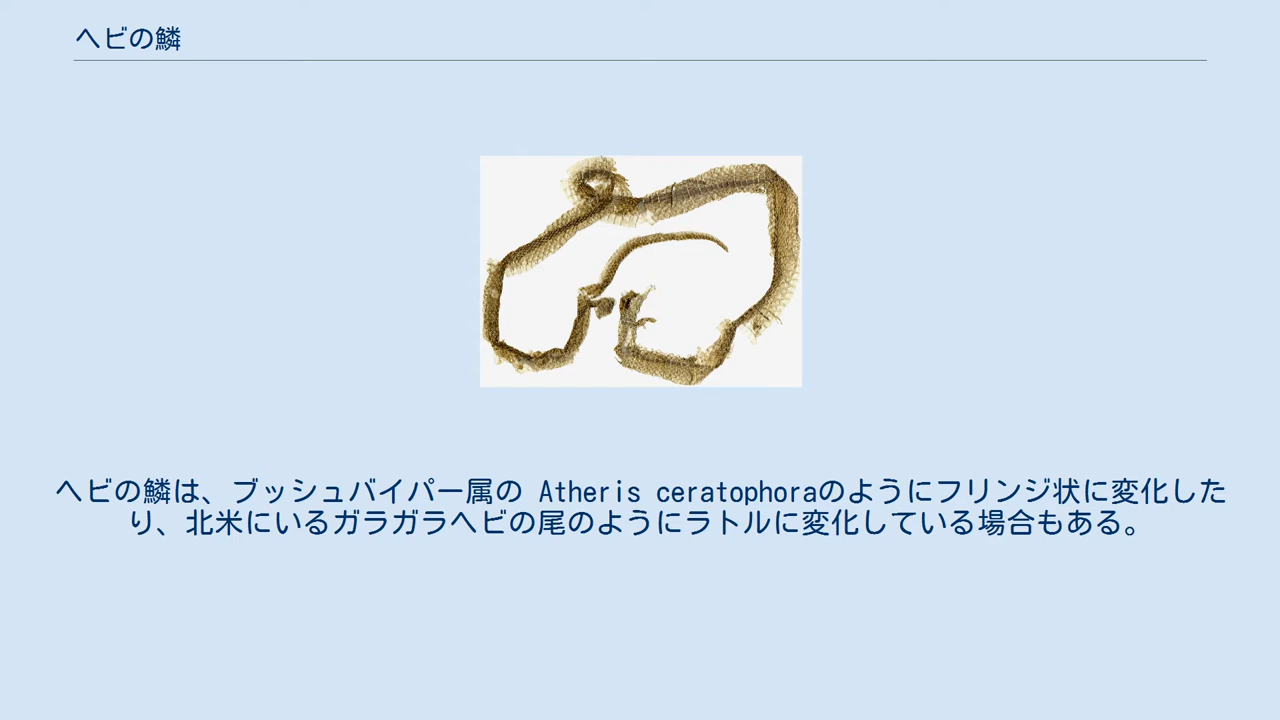 ヘビの鱗
ヘビの鱗は、ブッシュバイパー属の Atheris ceratophoraのようにフリンジ状に変化した
り、北米にいるガラガラヘビの尾のようにラトルに変化している場合もある。